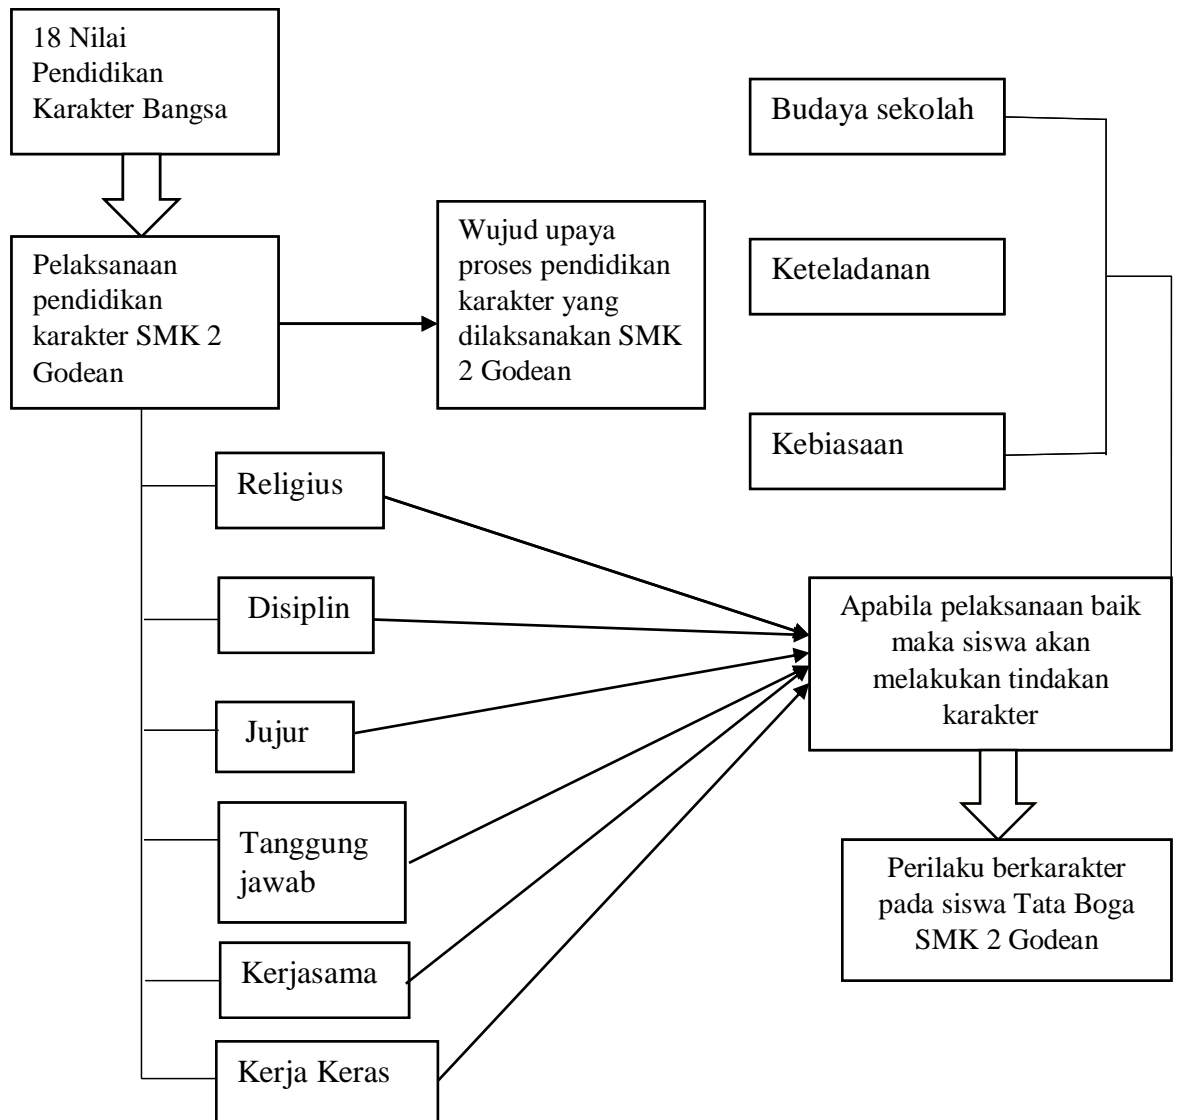 18 Nilai
Pendidikan
Karakter Bangsa
Budaya sekolah
Pelaksanaan
pendidikan
karakter SMK 2
Godean
Wujud upaya
proses pendidikan
karakter yang
dilaksanakan SMK
2 Godean
Keteladanan
Kebiasaan
Religius
Disiplin
Jujur
Tanggung
jawab
Kerjasama
Kerja Keras
Apabila pelaksanaan baik
maka siswa akan
melakukan tindakan
karakter
Perilaku berkarakter
pada siswa Tata Boga
SMK 2 Godean